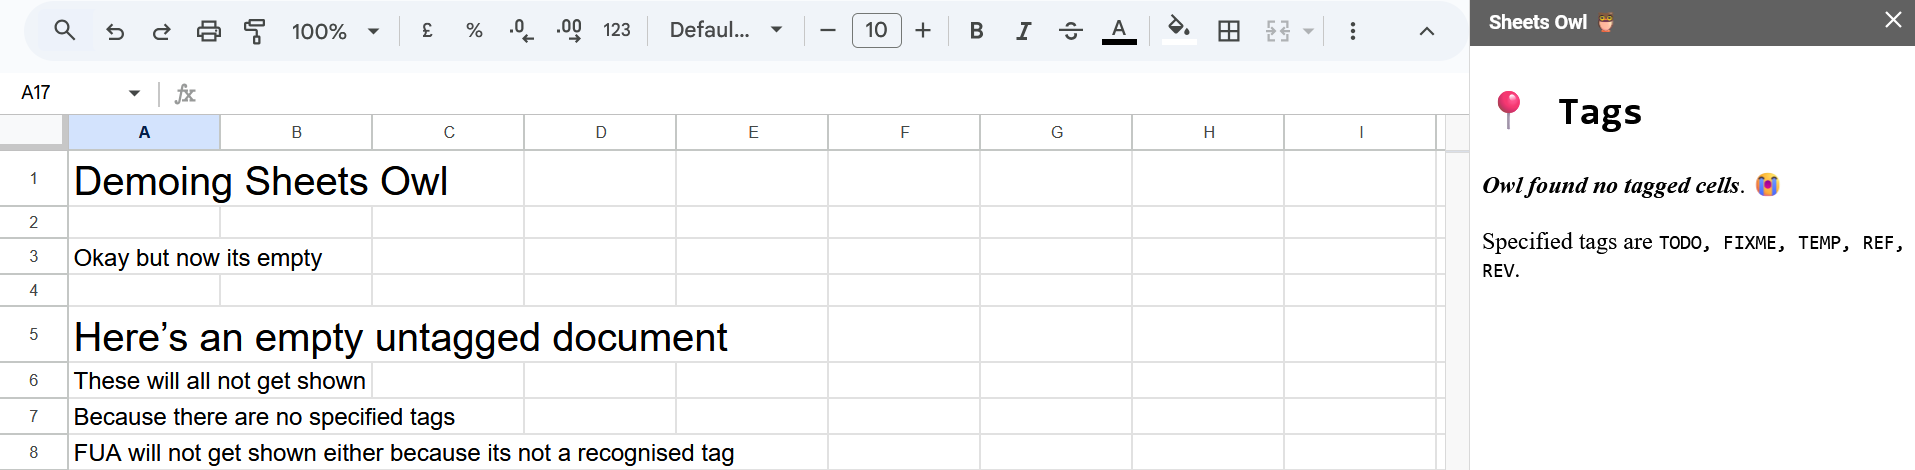 100%
£
%
.0
.00
123
Defaul...
10
B
I
A
A17
fx
A B C D E F G H I
1 Demoing Sheets Owl
2
3 Okay but now its empty
4
5 Here’s an empty untagged document
6 These will all not get shown
7 Because there are no specified tags
8 FUA will not get shown either because its not a recognised tag
Sheets Owl
Tags
Owl found no tagged cells.
Specified tags are TODO, FIXME, TEMP, REF,
REV.